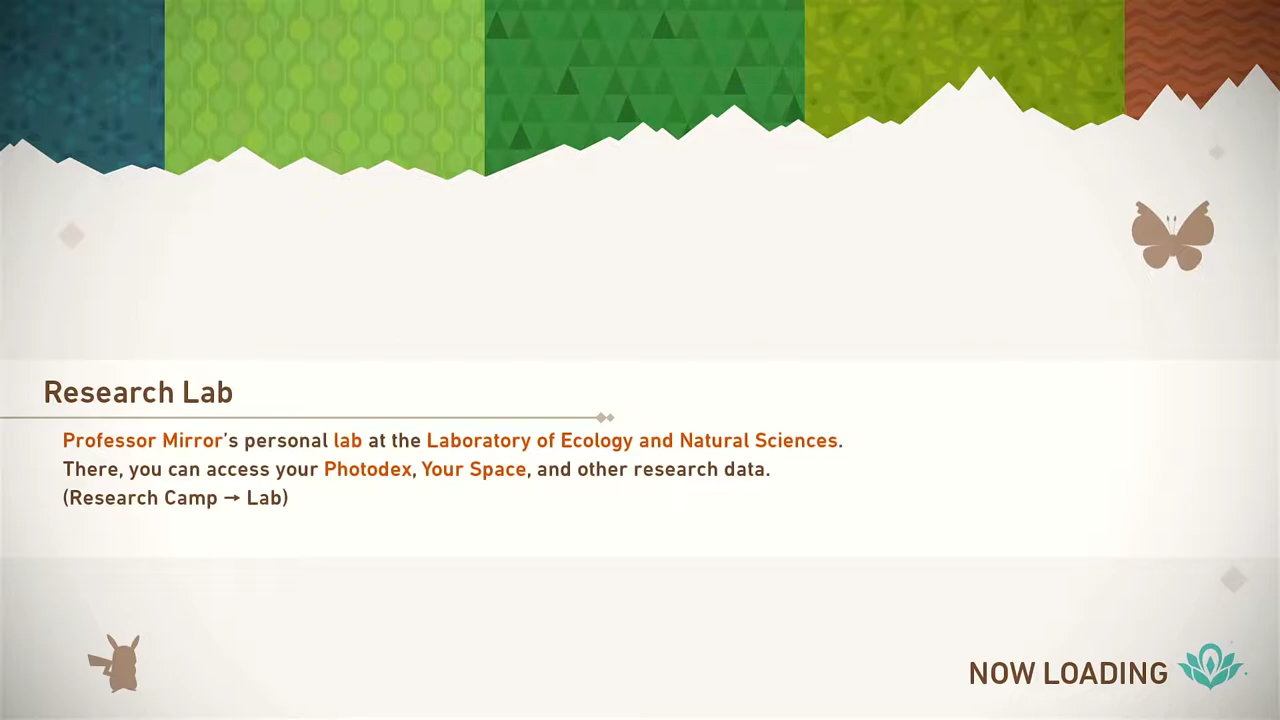 Research Lab
Professor Mirror's personal lab at the Laboratory of Ecology and Natural Sciences.
There, you can access your Photodex, Your Space, and other research data.
(Research Camp → Lab)
NOW LOADING